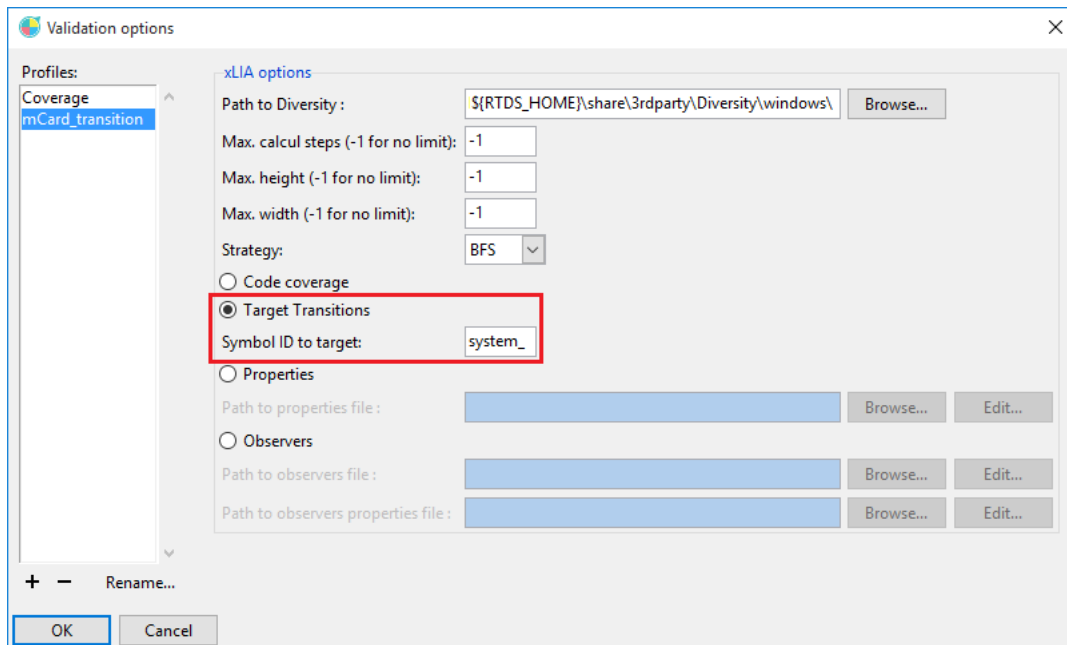 Validation options
Profiles:
Coverage
mCard_transition
Rename...
xLIA options
Path to Diversity : ${RTDS_HOME}\share\3rdparty\Diversity\windows\ Browse...
Max. calcul steps (-1 for no limit): -1
Max. height (-1 for no limit): -1
Max. width (-1 for no limit): -1
Strategy: BFS
Code coverage
Target Transitions
Symbol ID to target: system_
Properties
Path to properties file : Browse... Edit...
Observers
Path to observers file : Browse... Edit...
Path to observers properties file : Browse... Edit...
OK Cancel